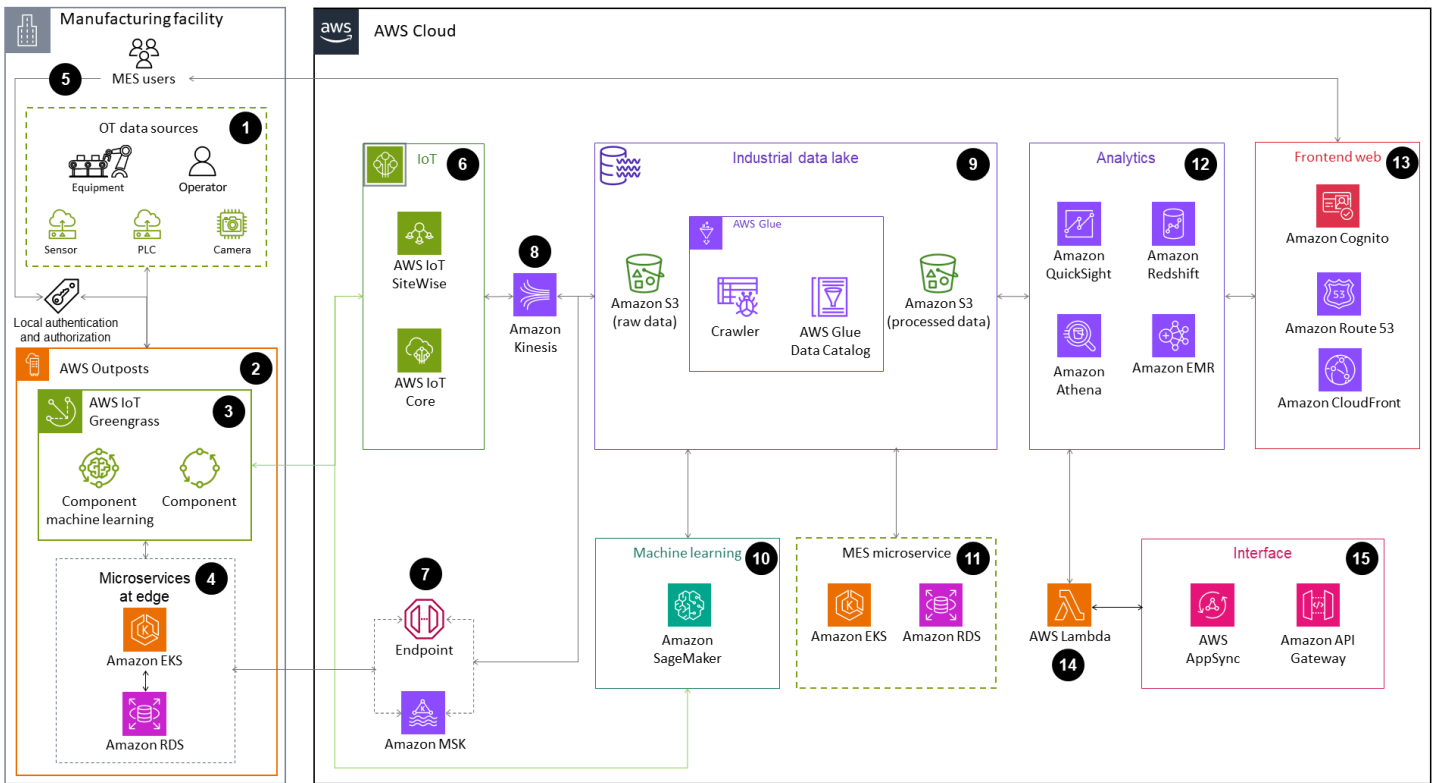 Manufacturing facility
MES users
5
OT data sources
1
Equipment
Operator
Sensor
PLC
Camera
Local authentication
and authorization
AWS Outposts
2
AWS IoT
Greengrass
3
Component
machine learning
Component
Microservices
at edge
4
Amazon EKS
Amazon RDS
aws
AWS Cloud
IoT
6
AWS IoT
SiteWise
AWS IoT
Core
8
Amazon
Kinesis
7
Endpoint
Amazon MSK
Industrial data lake
9
Amazon S3
(raw data)
AWS Glue
Crawler
AWS Glue
Data Catalog
Amazon S3
(processed data)
Machine learning
10
Amazon
SageMaker
MES microservice
11
Amazon EKS
Amazon RDS
Analytics
12
Amazon
QuickSight
Amazon
Redshift
Amazon
Athena
Amazon EMR
Frontend web
13
Amazon Cognito
53
Amazon Route 53
Amazon CloudFront
AWS Lambda
14
Interface
15
AWS
AppSync
Amazon API
Gateway